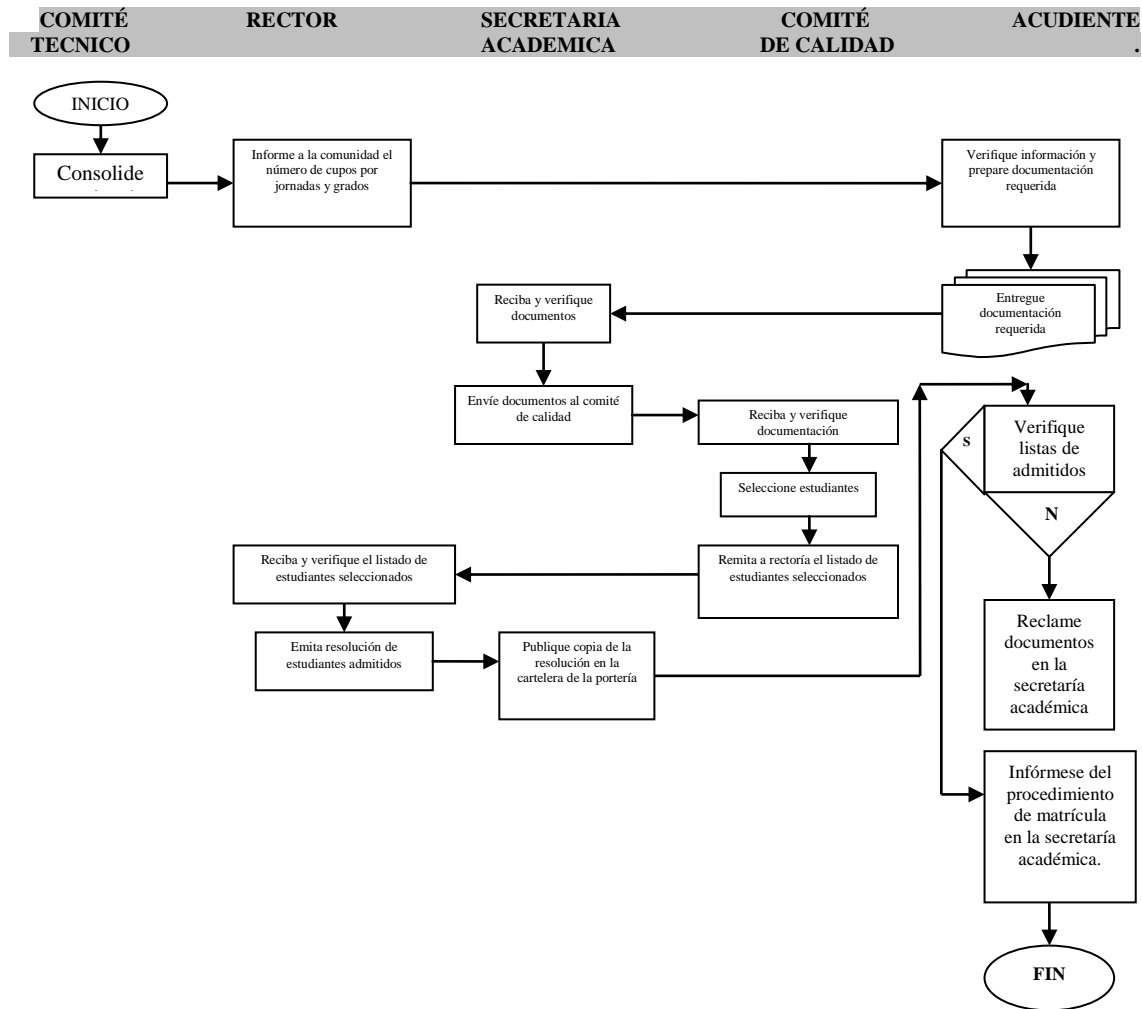 COMITÉ RECTOR SECRETARIA COMITÉ ACUDIENTE
TECNICO ACADEMICA DE CALIDAD .
INICIO
Consolide
Informe a la comunidad el
número de cupos por
jornadas y grados
Verifique información y
prepare documentación
requerida
Entregue
documentación
requerida
Reciba y verifique
documentos
Envíe documentos al comité
de calidad
Reciba y verifique
documentación
Seleccione estudiantes
Remita a rectoría el listado de
estudiantes seleccionados
Reciba y verifique el listado de
estudiantes seleccionados
Emita resolución de
estudiantes admitidos
Publique copia de la
resolución en la
cartelera de la portería
Verifique
listas de
admitidos
S
N
Reclame
documentos
en la
secretaría
académica
Infórmese del
procedimiento
de matrícula
en la secretaría
académica.
FIN